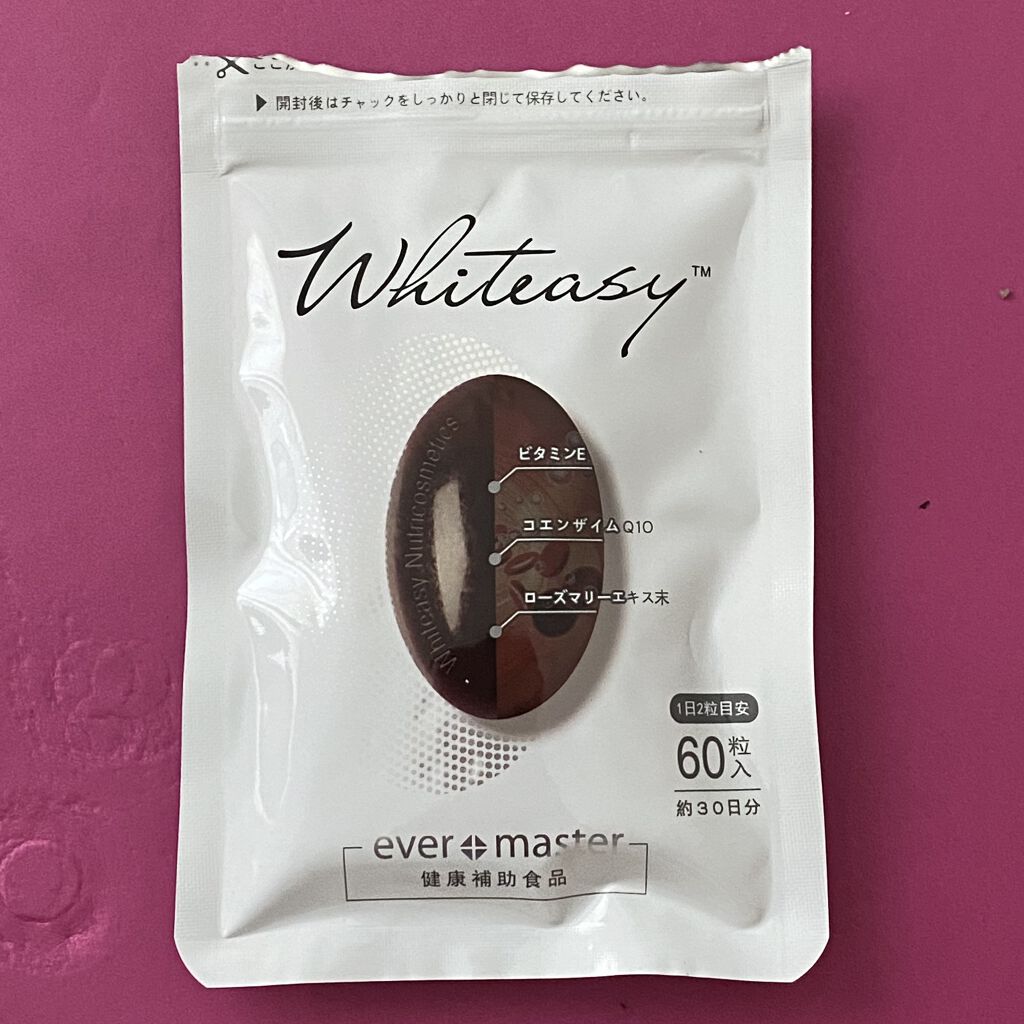 ▶ 開封後はチャックをしっかりと閉じて保存してください。
Whiteasy™
Whiteasy Nutricosmetics
ビタミンE
コエンザイムQ10
ローズマリーエキス末
1日2粒目安
60粒入
約30日分
ever master
健康補助食品